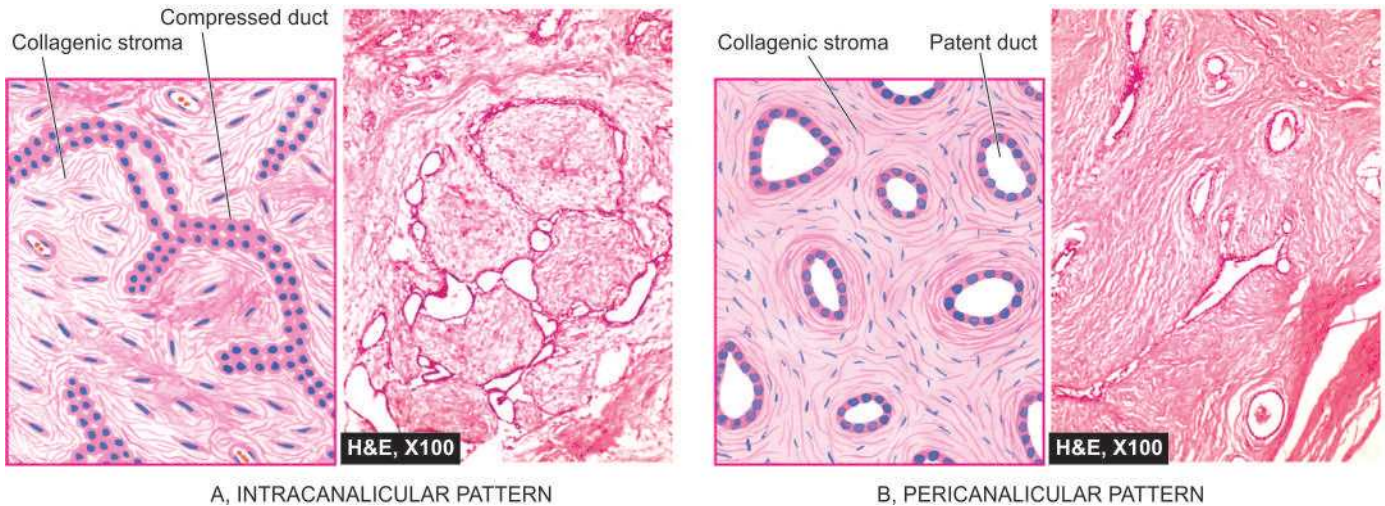 Compressed duct
Collagenic stroma
Collagenic stroma
Patent duct
H&E, X100
H&E, X100
A, INTRACANALICULAR PATTERN
B, PERICANALICULAR PATTERN